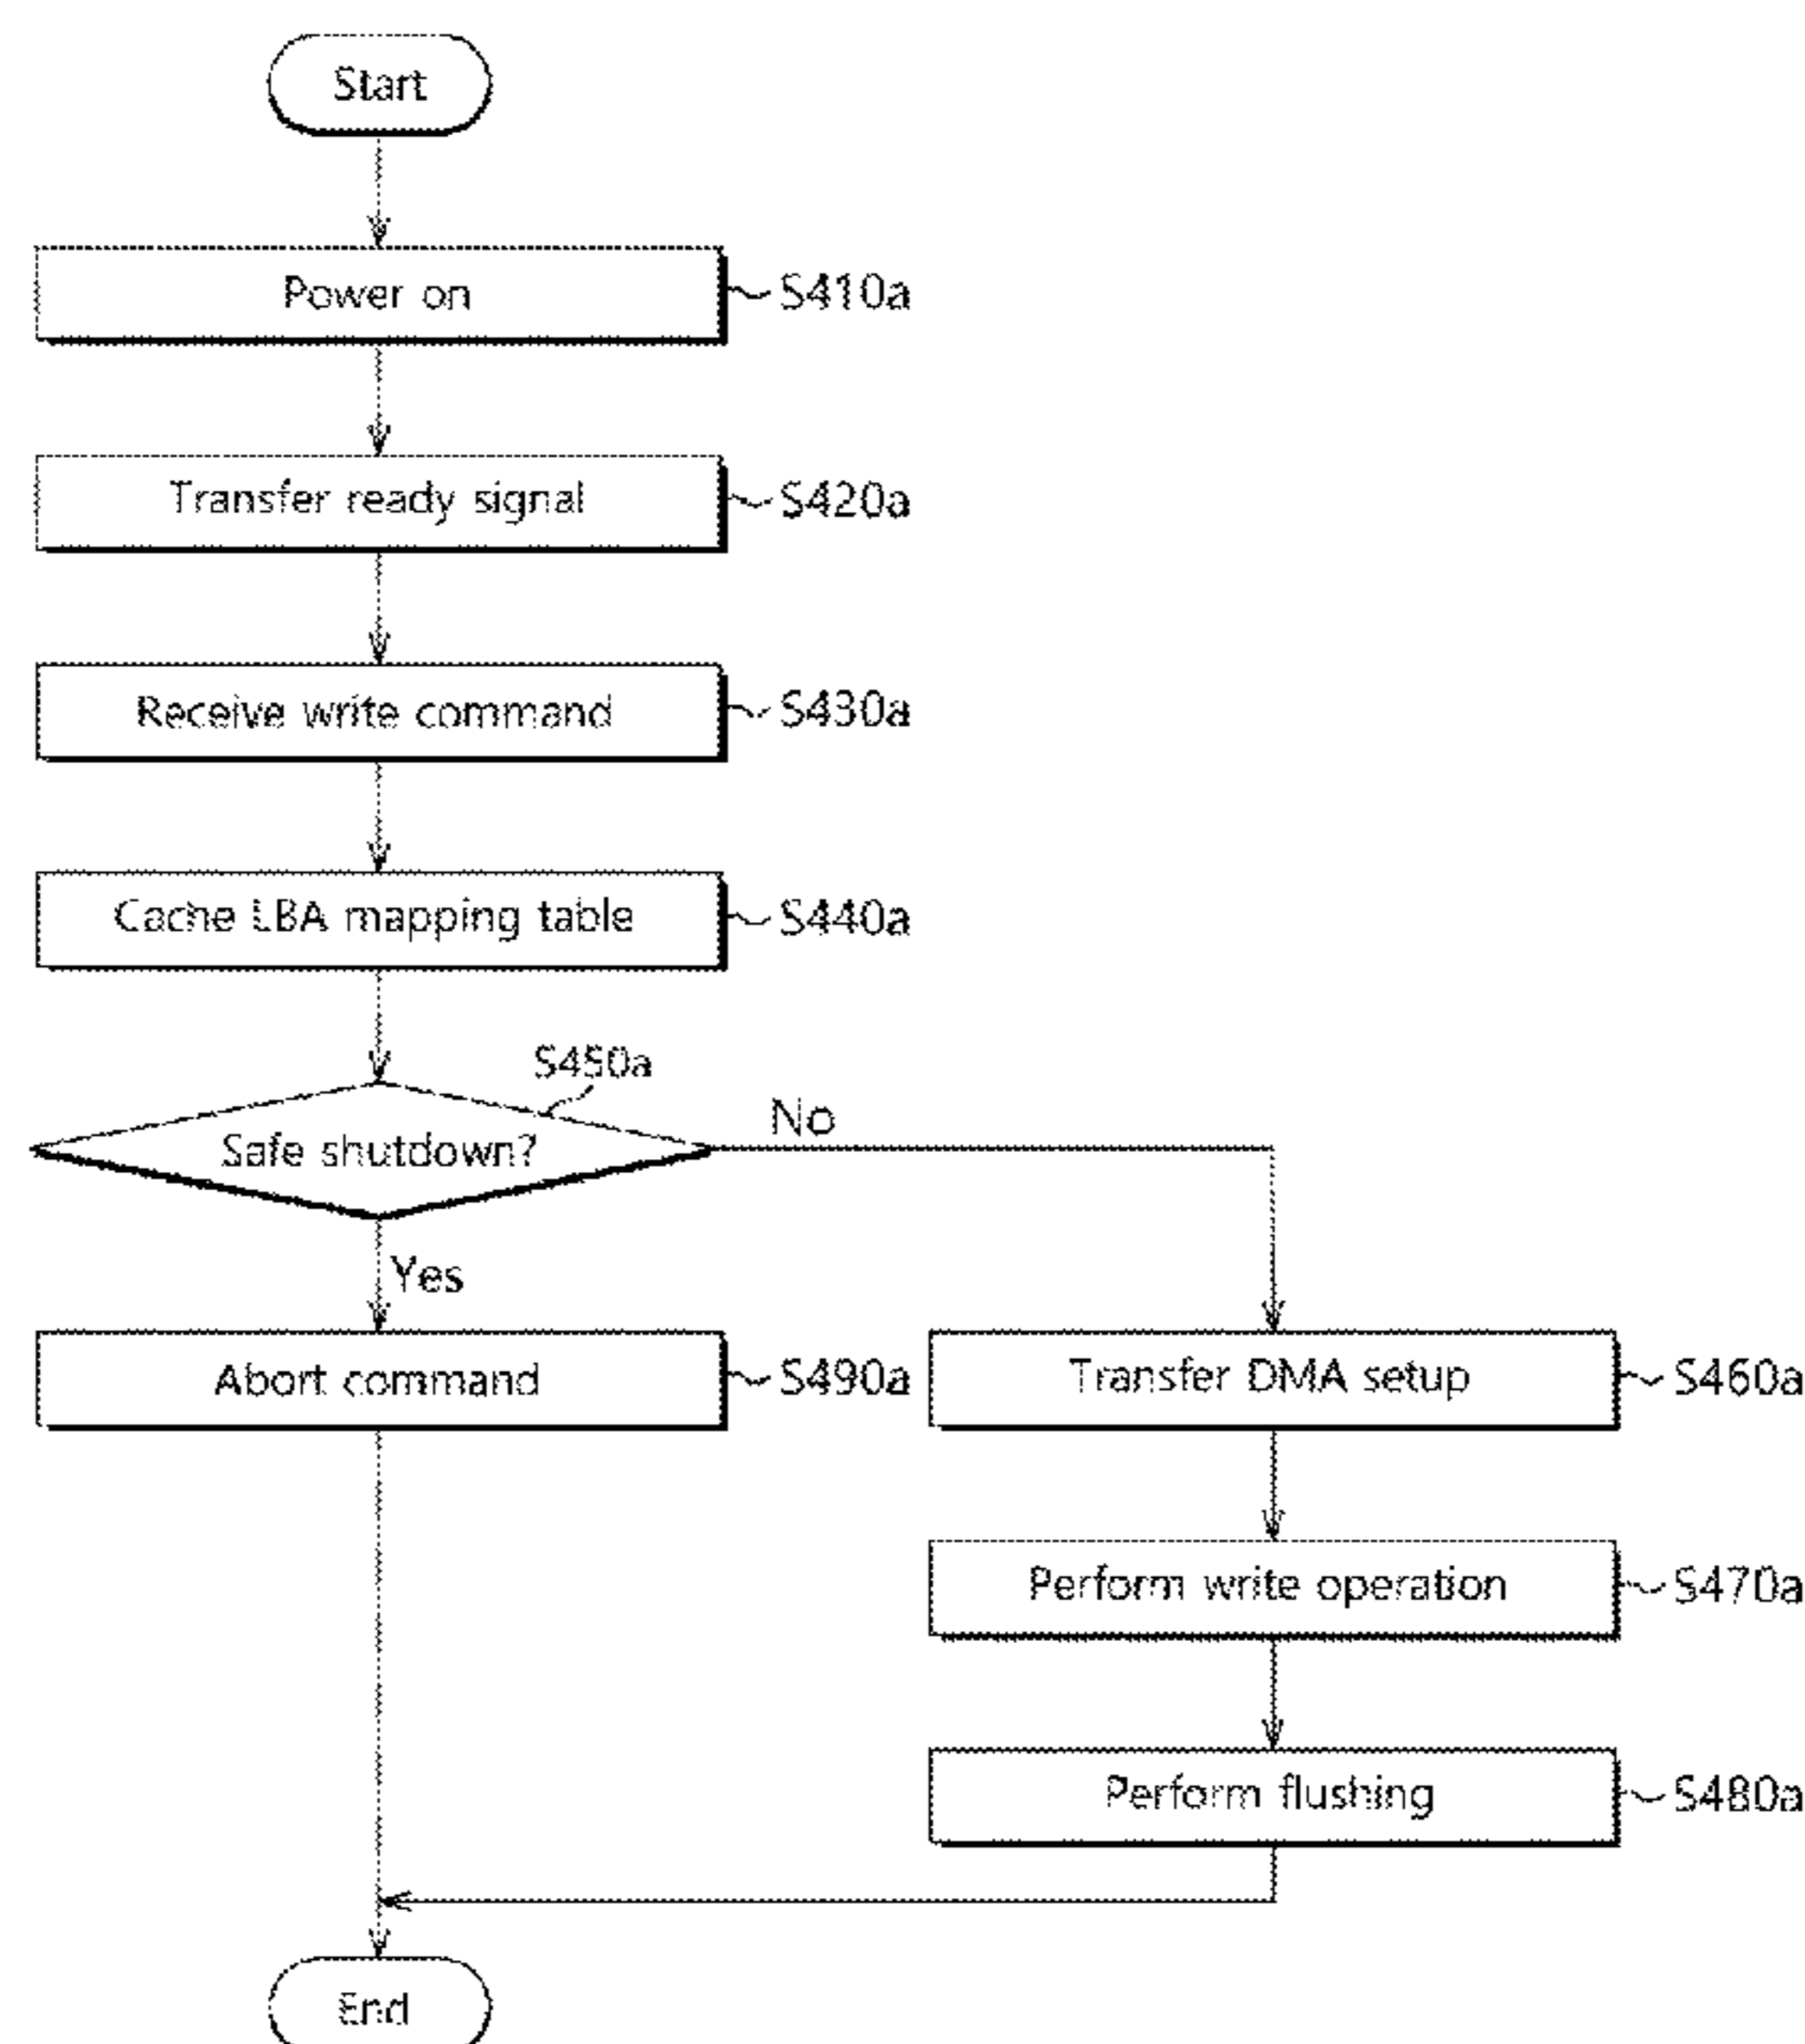 Start
Power on
S410a
Transfer ready signal
S420a
Receive write command
S430a
Cache LBA mapping table
S440a
S450a
Safe shutdown?
No
Yes
Abort command
S490a
Transfer DMA setup
S460a
Perform write operation
S470a
Perform flushing
S480a
End